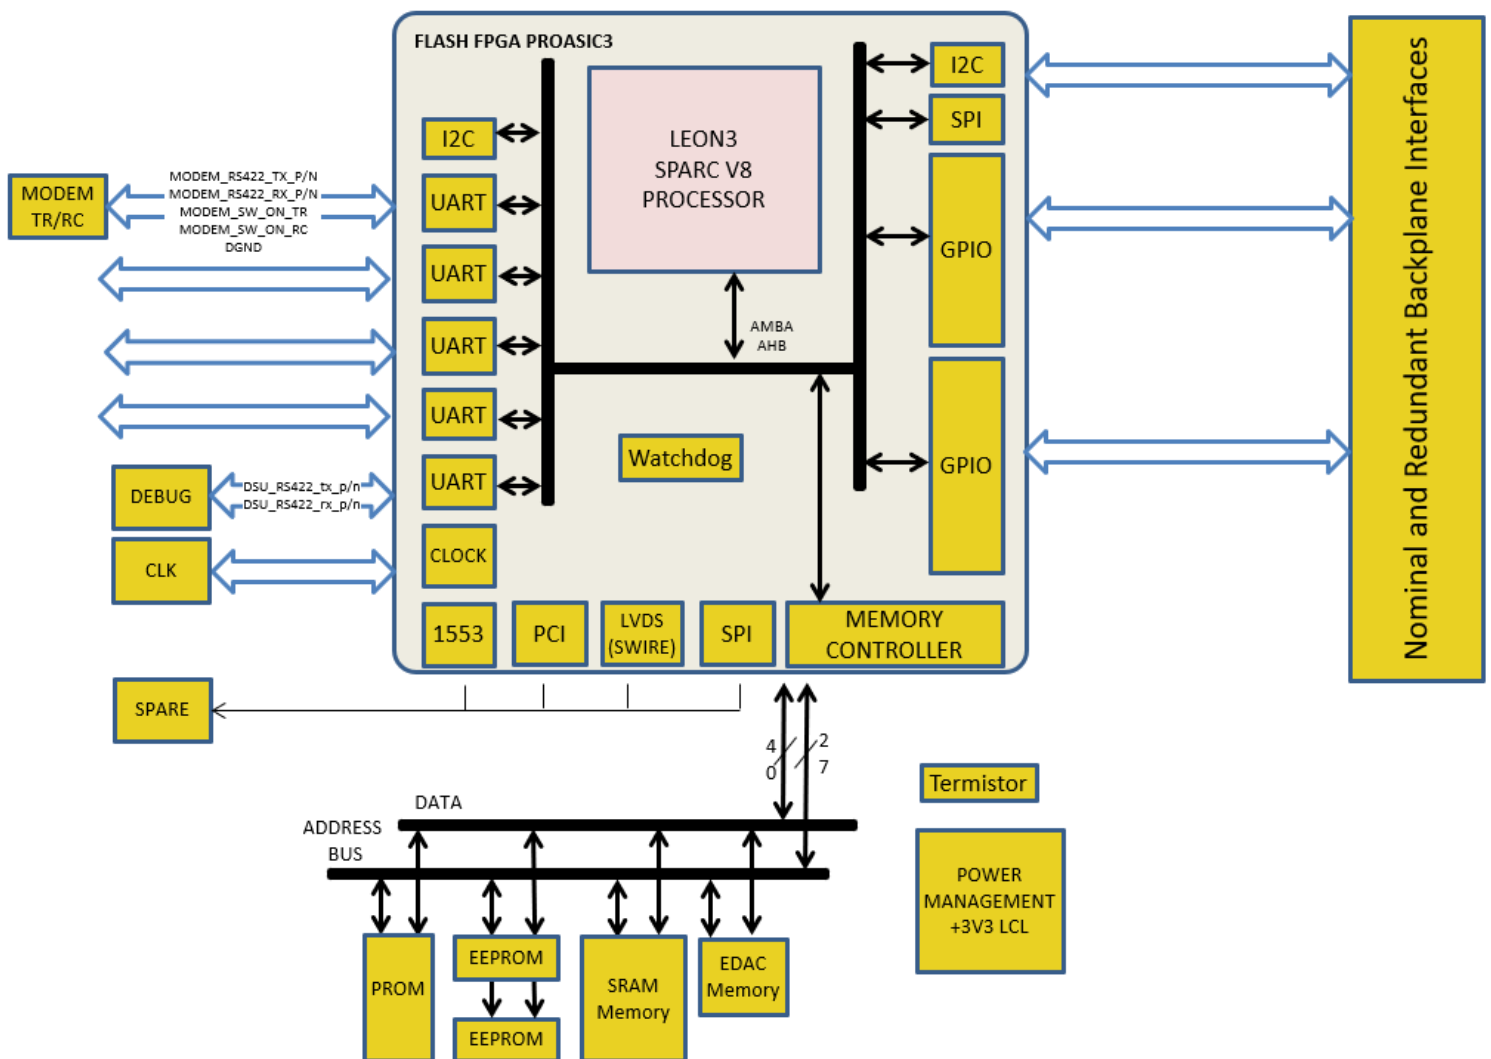 FLASH FPGA PROASIC3
I2C
UART
UART
UART
UART
UART
CLOCK
1553
PCI
LVDS
(SWIRE)
SPI
MEMORY
CONTROLLER
LEON3
SPARC V8
PROCESSOR
AMBA
AHB
Watchdog
I2C
SPI
GPIO
GPIO
Nominal and Redundant Backplane Interfaces
MODEM
TR/RC
MODEM_RS422_TX_P/N
MODEM_RS422_RX_P/N
MODEM_SW_ON_TR
MODEM_SW_ON_RC
DGND
DEBUG
DSU_RS422_tx_p/n
DSU_RS422_rx_p/n
CLK
SPARE
4
0
2
7
DATA
ADDRESS
BUS
PROM
EEPROM
EEPROM
SRAM
Memory
EDAC
Memory
Termistor
POWER
MANAGEMENT
+3V3 LCL